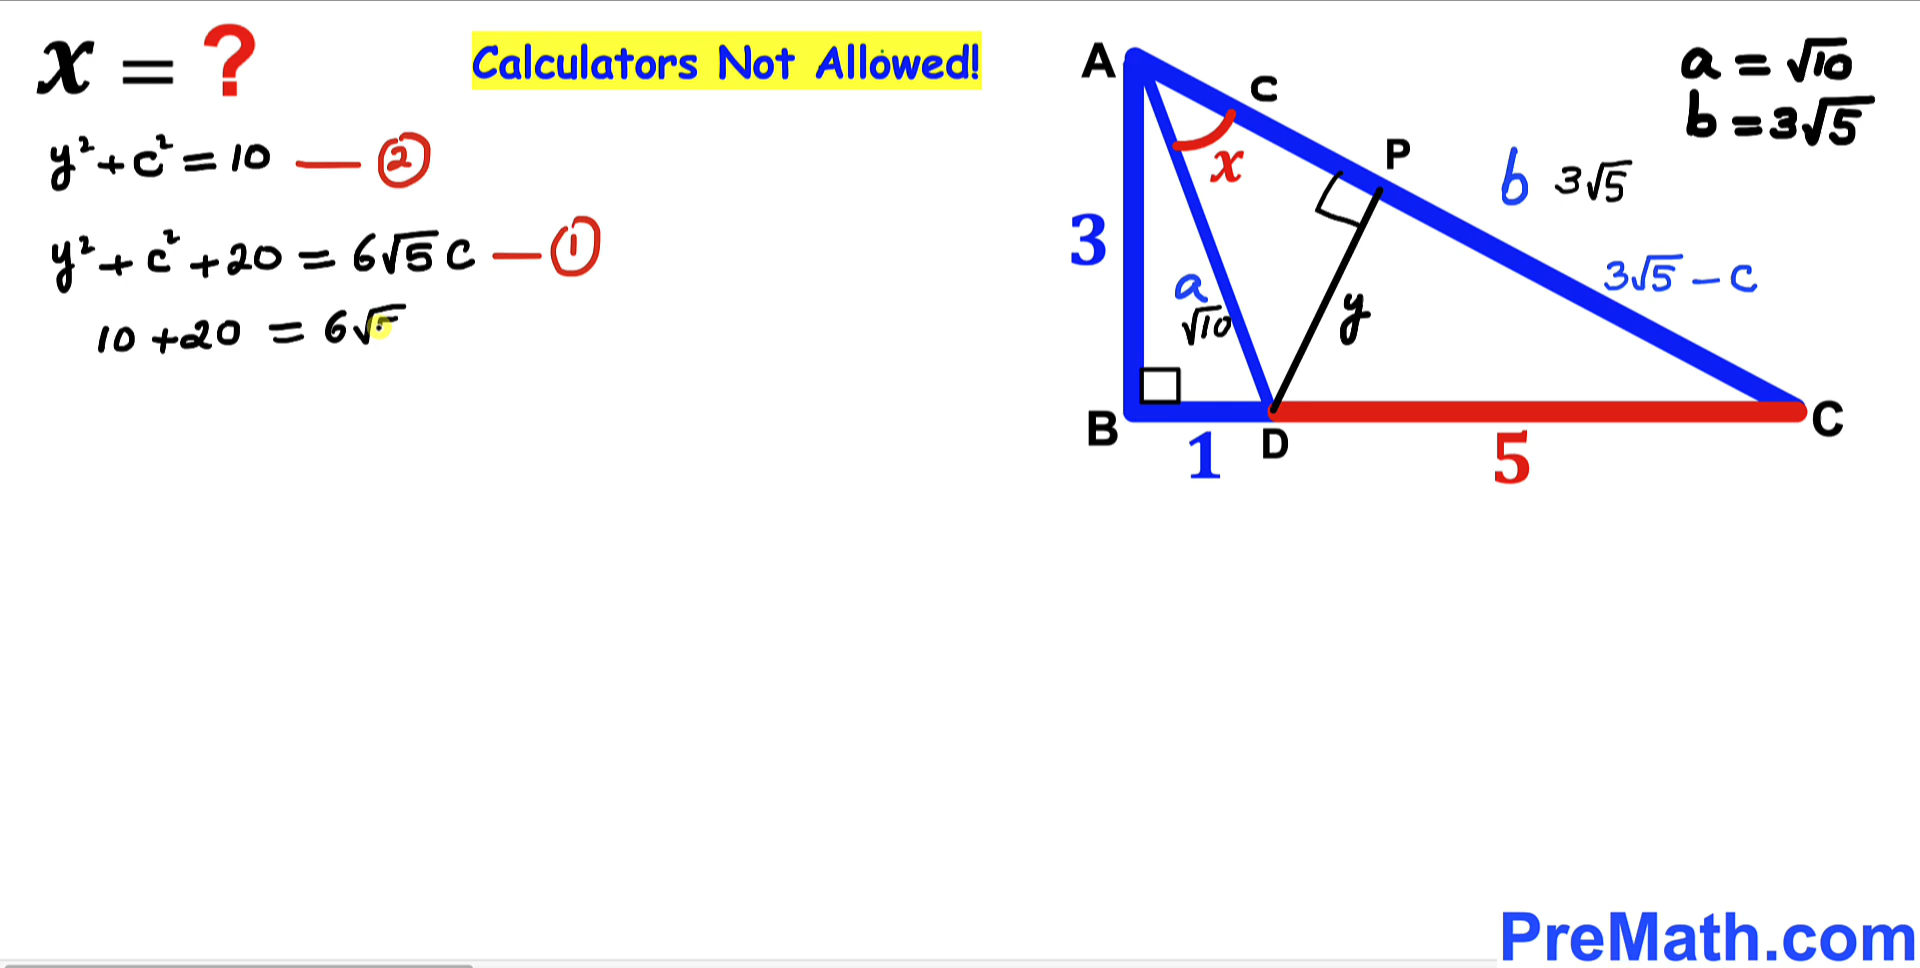 x = ?
Calculators Not Allowed!
y² + c² = 10 — ②
y² + c² + 20 = 6√5 c — ①
10 + 20 = 6√5
a = √10
b = 3√5
A
c
x
P
b 3√5
3
3√5 – c
a
√10
y
B
1
D
5
C
PreMath.com